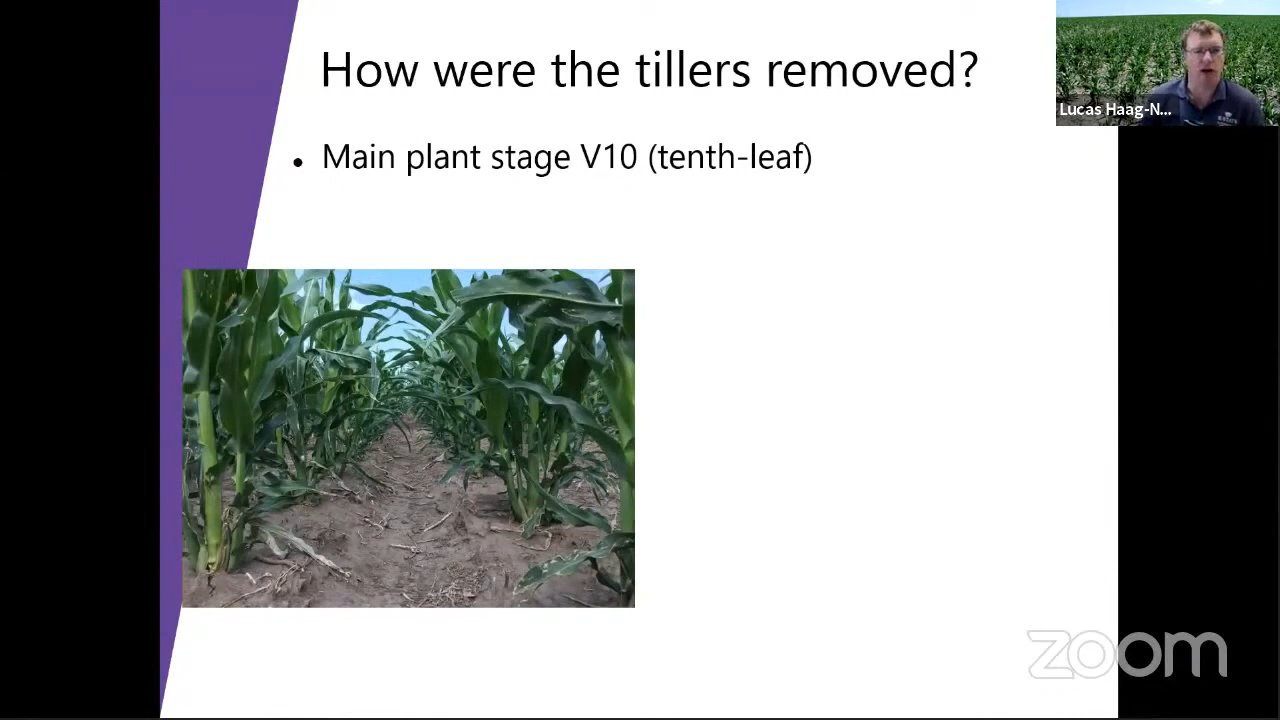 How were the tillers removed?
Lucas Haag-N...
• Main plant stage V10 (tenth-leaf)
zoom